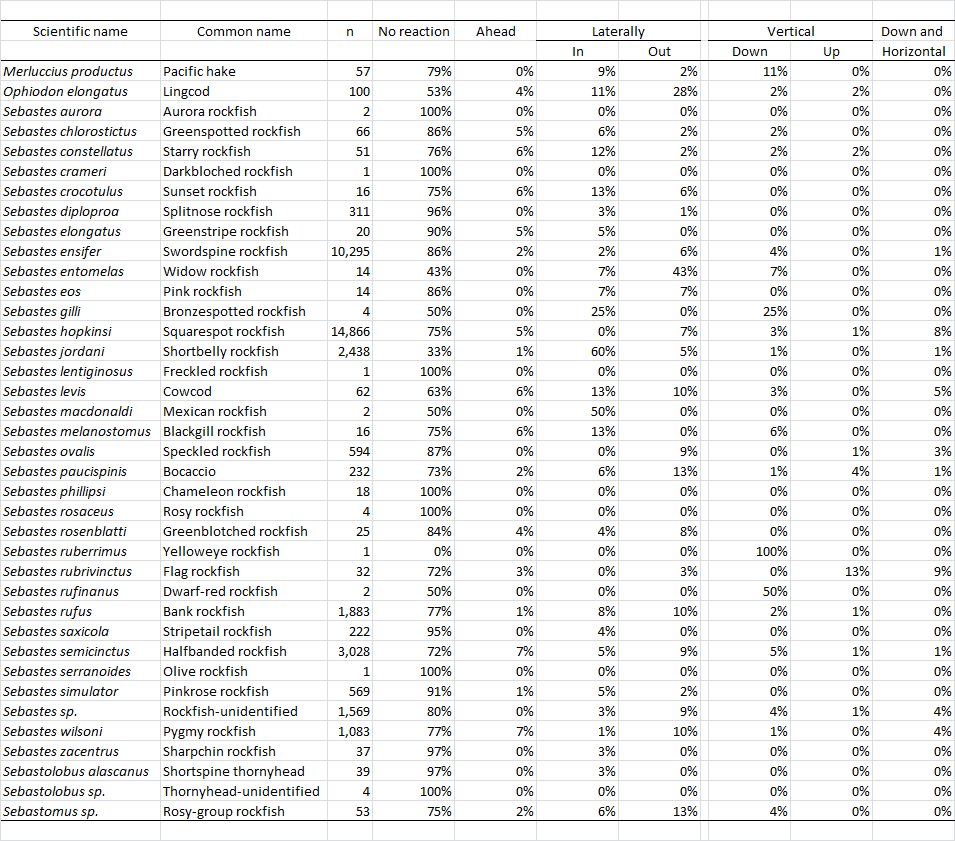 Scientific name Common name n No reaction Ahead Laterally Vertical Down and
In Out Down Up Horizontal
Merluccius productus Pacific hake 57 79% 0% 9% 2% 11% 0% 0%
Ophiodon elongatus Lingcod 100 53% 4% 11% 28% 2% 2% 0%
Sebastes aurora Aurora rockfish 2 100% 0% 0% 0% 0% 0% 0%
Sebastes chlorostictus Greenspotted rockfish 66 86% 5% 6% 2% 2% 0% 0%
Sebastes constellatus Starry rockfish 51 76% 6% 12% 2% 2% 2% 0%
Sebastes crameri Darkbloched rockfish 1 100% 0% 0% 0% 0% 0% 0%
Sebastes crocotulus Sunset rockfish 16 75% 6% 13% 6% 0% 0% 0%
Sebastes diploproa Splitnose rockfish 311 96% 0% 3% 1% 0% 0% 0%
Sebastes elongatus Greenstripe rockfish 20 90% 5% 5% 0% 0% 0% 0%
Sebastes ensifer Swordspine rockfish 10,295 86% 2% 2% 6% 4% 0% 1%
Sebastes entomelas Widow rockfish 14 43% 0% 7% 43% 7% 0% 0%
Sebastes eos Pink rockfish 14 86% 0% 7% 7% 0% 0% 0%
Sebastes gilli Bronzespotted rockfish 4 50% 0% 25% 0% 25% 0% 0%
Sebastes hopkinsi Squarespot rockfish 14,866 75% 5% 0% 7% 3% 1% 8%
Sebastes jordani Shortbelly rockfish 2,438 33% 1% 60% 5% 1% 0% 1%
Sebastes lentiginosus Freckled rockfish 1 100% 0% 0% 0% 0% 0% 0%
Sebastes levis Cowcod 62 63% 6% 13% 10% 3% 0% 5%
Sebastes macdonaldi Mexican rockfish 2 50% 0% 50% 0% 0% 0% 0%
Sebastes melanostomus Blackgill rockfish 16 75% 6% 13% 0% 6% 0% 0%
Sebastes ovalis Speckled rockfish 594 87% 0% 0% 9% 0% 1% 3%
Sebastes paucispinis Bocaccio 232 73% 2% 6% 13% 1% 4% 1%
Sebastes phillipsi Chameleon rockfish 18 100% 0% 0% 0% 0% 0% 0%
Sebastes rosaceus Rosy rockfish 4 100% 0% 0% 0% 0% 0% 0%
Sebastes rosenblatti Greenblotched rockfish 25 84% 4% 4% 8% 0% 0% 0%
Sebastes ruberrimus Yelloweye rockfish 1 0% 0% 0% 0% 100% 0% 0%
Sebastes rubrivinctus Flag rockfish 32 72% 3% 0% 3% 0% 13% 9%
Sebastes rufinanus Dwarf-red rockfish 2 50% 0% 0% 0% 50% 0% 0%
Sebastes rufus Bank rockfish 1,883 77% 1% 8% 10% 2% 1% 0%
Sebastes saxicola Stripetail rockfish 222 95% 0% 4% 0% 0% 0% 0%
Sebastes semicinctus Halfbanded rockfish 3,028 72% 7% 5% 9% 5% 1% 1%
Sebastes serranoides Olive rockfish 1 100% 0% 0% 0% 0% 0% 0%
Sebastes simulator Pinkrose rockfish 569 91% 1% 5% 2% 0% 0% 0%
Sebastes sp. Rockfish-unidentified 1,569 80% 0% 3% 9% 4% 1% 4%
Sebastes wilsoni Pygmy rockfish 1,083 77% 7% 1% 10% 1% 0% 4%
Sebastes zacentrus Sharpchin rockfish 37 97% 0% 3% 0% 0% 0% 0%
Sebastolobus alascanus Shortspine thornyhead 39 97% 0% 3% 0% 0% 0% 0%
Sebastolobus sp. Thornyhead-unidentified 4 100% 0% 0% 0% 0% 0% 0%
Sebastomus sp. Rosy-group rockfish 53 75% 2% 6% 13% 4% 0% 0%